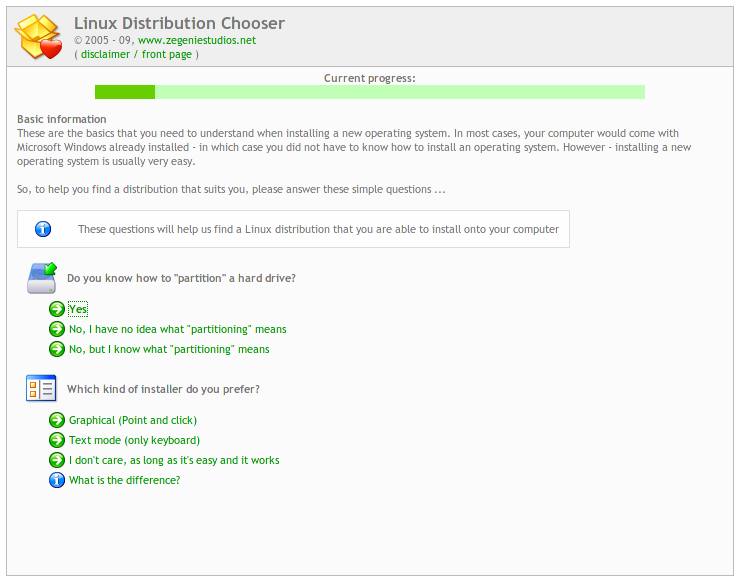 Linux Distribution Chooser
© 2005 - 09, www.zegeniestudios.net
( disclaimer / front page )
Current progress:
Basic information
These are the basics that you need to understand when installing a new operating system. In most cases, your computer would come with
Microsoft Windows already installed - in which case you did not have to know how to install an operating system. However - installing a new
operating system is usually very easy.
So, to help you find a distribution that suits you, please answer these simple questions ...
These questions will help us find a Linux distribution that you are able to install onto your computer
Do you know how to "partition" a hard drive?
Yes
No, I have no idea what "partitioning" means
No, but I know what "partitioning" means
Which kind of installer do you prefer?
Graphical (Point and click)
Text mode (only keyboard)
I don't care, as long as it's easy and it works
What is the difference?